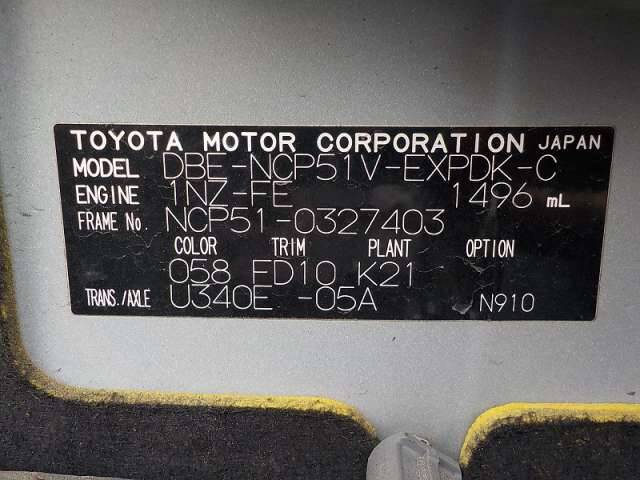 TOYOTA MOTOR CORPORATION JAPAN
MODEL DBE-NCP51V-EXPDK-C
ENGINE 1NZ-FE 1496 mL
FRAME No. NCP51-0327403
COLOR TRIM PLANT OPTION
058 FD10 K21
TRANS./AXLE U340E -05A N910